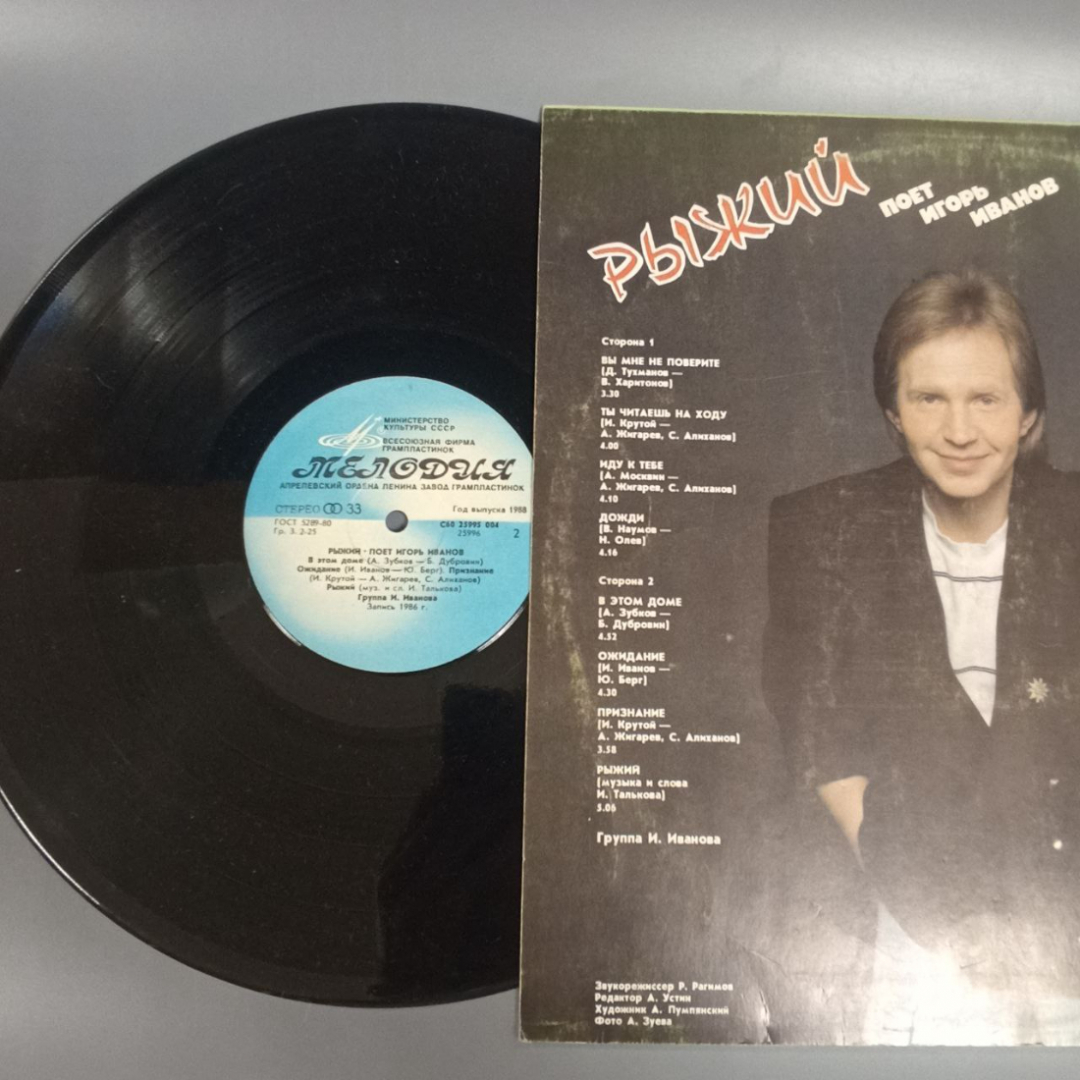 МИНИСТЕРСТВО
КУЛЬТУРЫ СССР
ВСЕСОЮЗНАЯ ФИРМА
ГРАМПЛАСТИНОК
МЕЛОДИЯ
АПРЕЛЕВСКИЙ ОРДЕНА ЛЕНИНА ЗАВОД ГРАМПЛАСТИНОК
СТЕРЕО 33
Год выпуска 1988
ГОСТ 5289-80
С60 25995 004
Гр. 3. 2-25
25996
2
РЫЖИЙ · ПОЕТ ИГОРЬ ИВАНОВ
В этом доме (А. Зубков — Б. Дубровин)
Ожидание (И. Иванов — Ю. Берг). Признание
(И. Крутой — А. Жигарев, С. Алиханов)
Рыжий (муз. и сл. И. Талькова)
Группа И. Иванова
Запись 1986 г.
РЫЖИЙ
ПОЕТ
ИГОРЬ
ИВАНОВ
Сторона 1
ВЫ МНЕ НЕ ПОВЕРИТЕ
[Д. Тухманов —
В. Харитонов]
3.30
ТЫ ЧИТАЕШЬ НА ХОДУ
[И. Крутой —
А. Жигарев, С. Алиханов]
4.00
ИДУ К ТЕБЕ
[А. Москвин —
А. Жигарев, С. Алиханов]
4.10
ДОЖДИ
[В. Наумов —
Н. Олев]
4.16
Сторона 2
В ЭТОМ ДОМЕ
[А. Зубков —
Б. Дубровин]
4.52
ОЖИДАНИЕ
[И. Иванов —
Ю. Берг]
4.30
ПРИЗНАНИЕ
[И. Крутой —
А. Жигарев, С. Алиханов]
3.58
РЫЖИЙ
[музыка и слова
И. Талькова]
5.06
Группа И. Иванова
Звукорежиссер Р. Рагимов
Редактор А. Устин
Художник А. Пумпянский
Фото А. Зуева